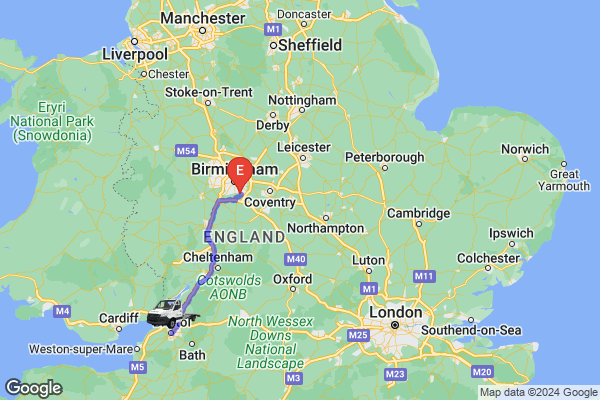 Manchester
Doncaster
M1
Liverpool
Sheffield
Chester
Eryri
National Park
(Snowdonia)
Stoke-on-Trent
Nottingham
Derby
M54
Leicester
Peterborough
Norwich
Great
Yarmouth
E
Birmingham
Coventry
Northampton
Cambridge
ENGLAND
Ipswich
M40
Cheltenham
Luton
M11
Colchester
Cotswolds
AONB
Oxford
M1
M4
Cardiff
London
North Wessex
Downs
National
Landscape
M25
Southend-on-Sea
Weston-super-Mare
Bath
M5
M3
M23
M20
Google
Google
Map data ©2024 Google